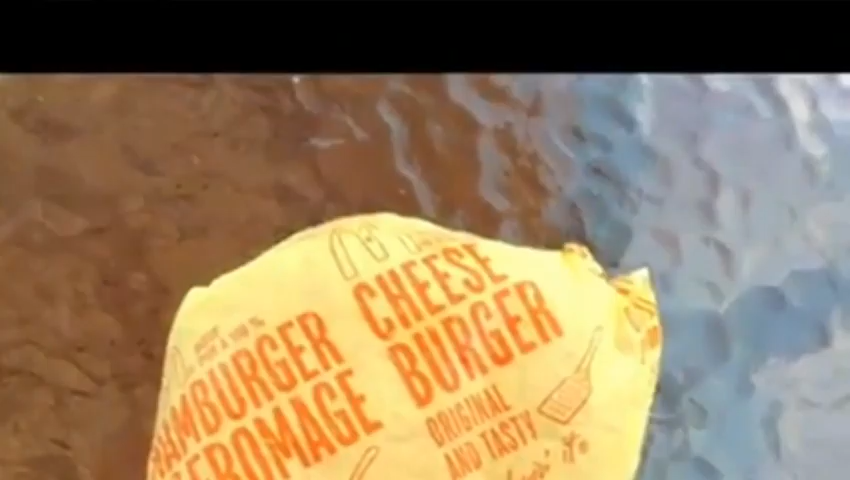 CHEESE
BURGER
ORIGINAL
AND TASTY
HAMBURGER
FROMAGE